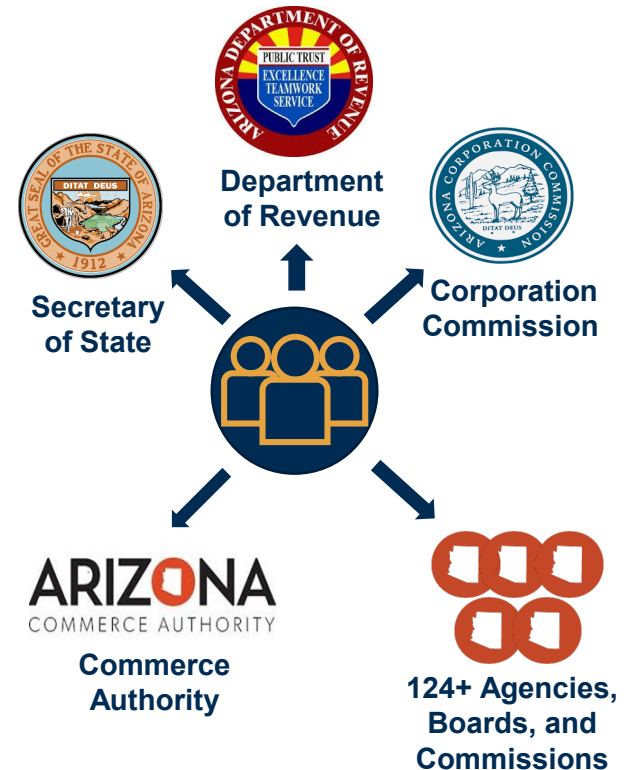 ARIZONA DEPARTMENT OF REVENUE
PUBLIC TRUST
EXCELLENCE
TEAMWORK
SERVICE
Department
of Revenue
GREAT SEAL OF THE STATE OF ARIZONA
DITAT DEUS
1912
Secretary
of State
ARIZONA CORPORATION COMMISSION
DITAT DEUS
Corporation
Commission
ARIZONA
COMMERCE AUTHORITY
Commerce
Authority
124+ Agencies,
Boards, and
Commissions